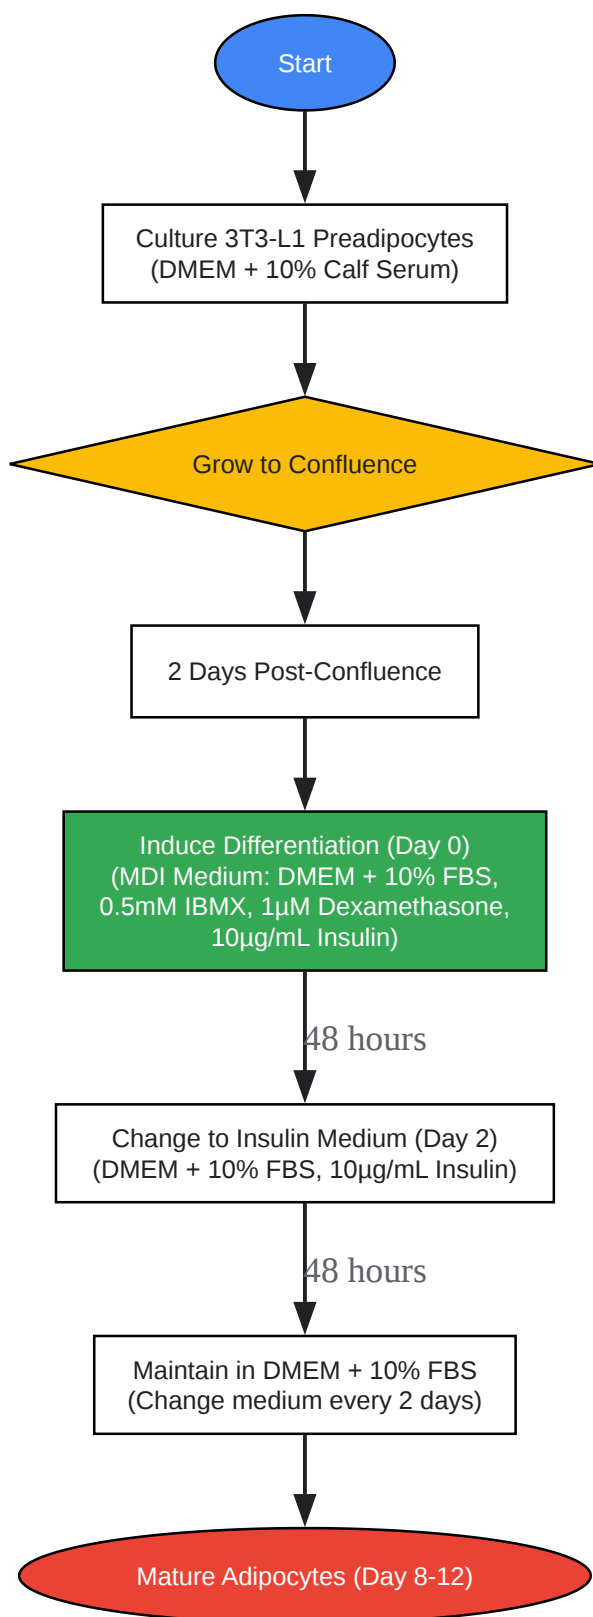 Start
Culture 3T3-L1 Preadipocytes
(DMEM + 10% Calf Serum)
Grow to Confluence
2 Days Post-Confluence
Induce Differentiation (Day 0)
(MDI Medium: DMEM + 10% FBS,
0.5mM IBMX, 1µM Dexamethasone,
10µg/mL Insulin)
48 hours
Change to Insulin Medium (Day 2)
(DMEM + 10% FBS, 10µg/mL Insulin)
48 hours
Maintain in DMEM + 10% FBS
(Change medium every 2 days)
Mature Adipocytes (Day 8-12)